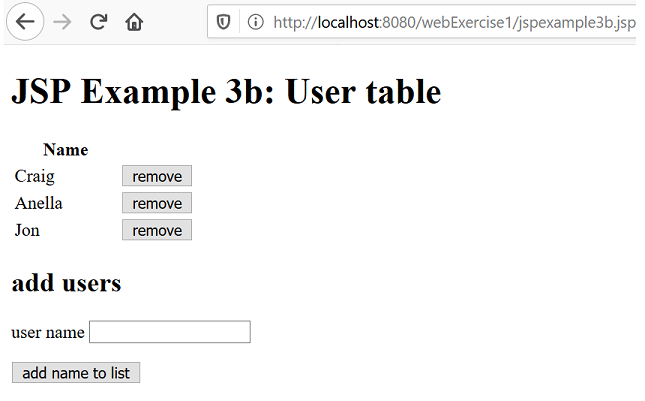 http://localhost:8080/webExercise1/jspexample3b.jsp
JSP Example 3b: User table
Name
Craig remove
Anella remove
Jon remove
add users
user name
add name to list